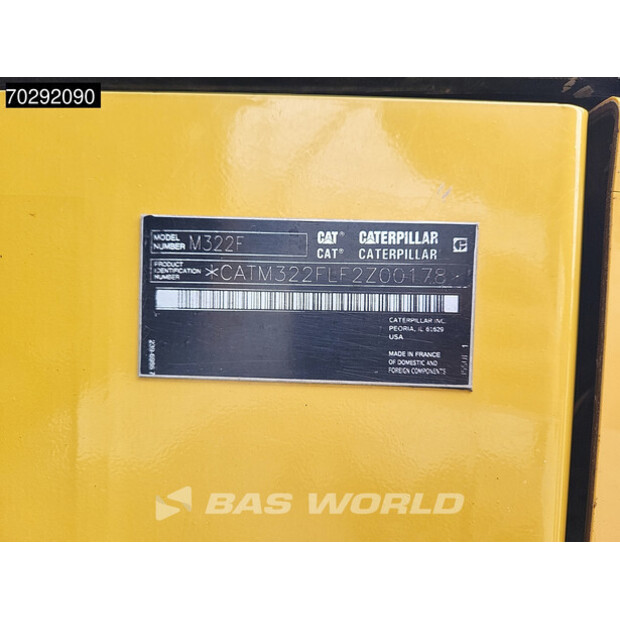 70292090
MODEL NUMBER M322F
CAT® CATERPILLAR
CAT® CATERPILLAR
PRODUCT IDENTIFICATION NUMBER *CATM322FLF2Z00178*
CATERPILLAR INC.
PEORIA, IL 61629
USA
MADE IN FRANCE
OF DOMESTIC AND
FOREIGN COMPONENTS
BAS WORLD